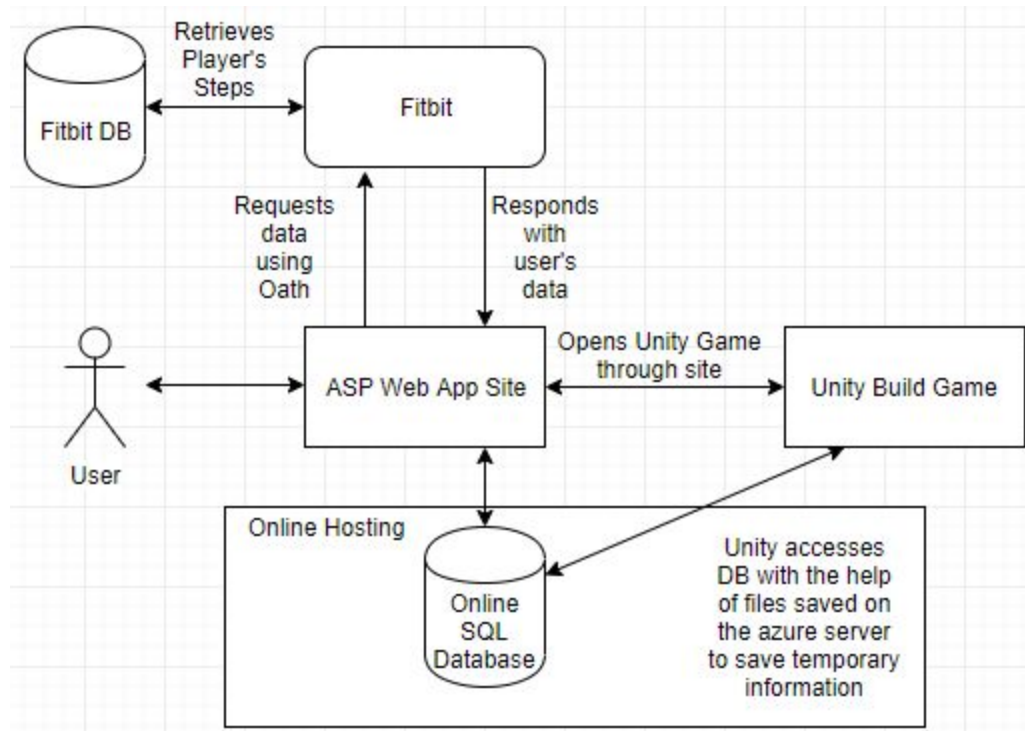 Retrieves
Player's
Steps
Fitbit DB
Fitbit
Requests
data
using
Oath
Responds
with
user's
data
User
ASP Web App Site
Opens Unity Game
through site
Unity Build Game
Online Hosting
Online
SQL
Database
Unity accesses
DB with the help
of files saved on
the azure server
to save temporary
information